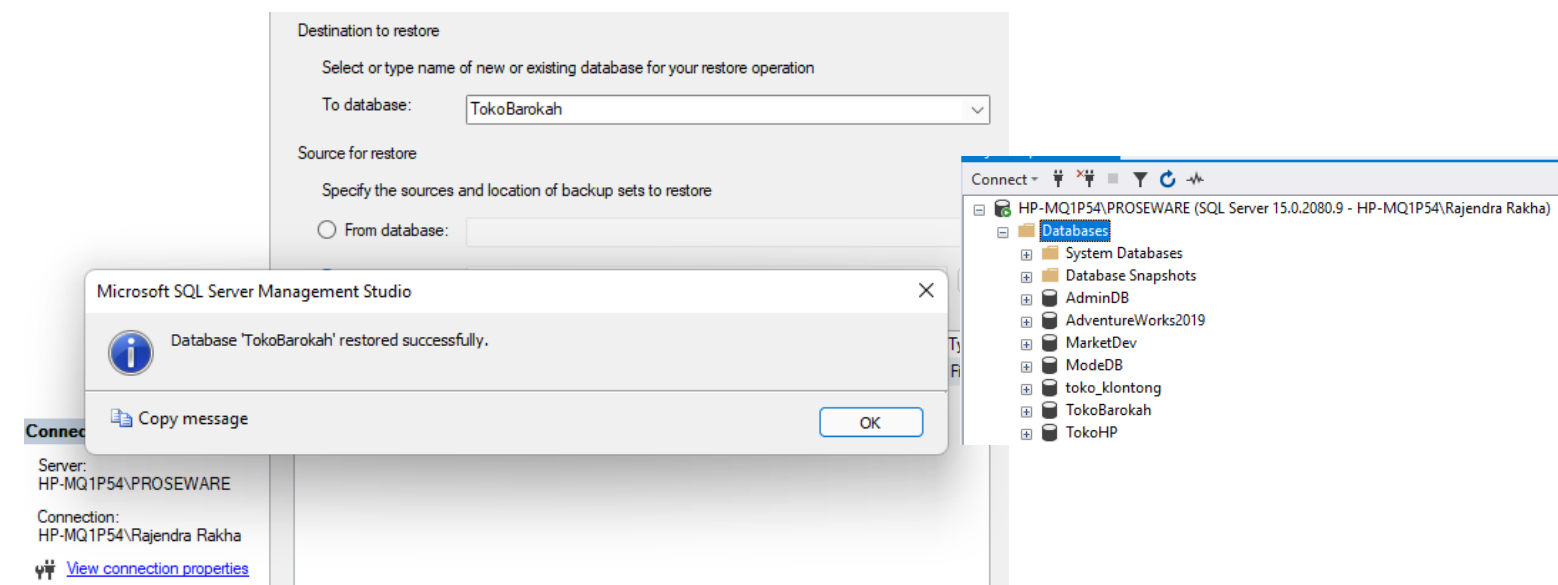 Destination to restore
Select or type name of new or existing database for your restore operation
To database:
TokoBarokah
Source for restore
Specify the sources and location of backup sets to restore
From database:
Microsoft SQL Server Management Studio
Database 'TokoBarokah' restored successfully.
Copy message
OK
Connec
Server:
HP-MQ1P54\PROSEWARE
Connection:
HP-MQ1P54\Rajendra Rakha
View connection properties
Connect
HP-MQ1P54\PROSEWARE (SQL Server 15.0.2080.9 - HP-MQ1P54\Rajendra Rakha)
Databases
System Databases
Database Snapshots
AdminDB
AdventureWorks2019
MarketDev
ModeDB
toko_klontong
TokoBarokah
TokoHP